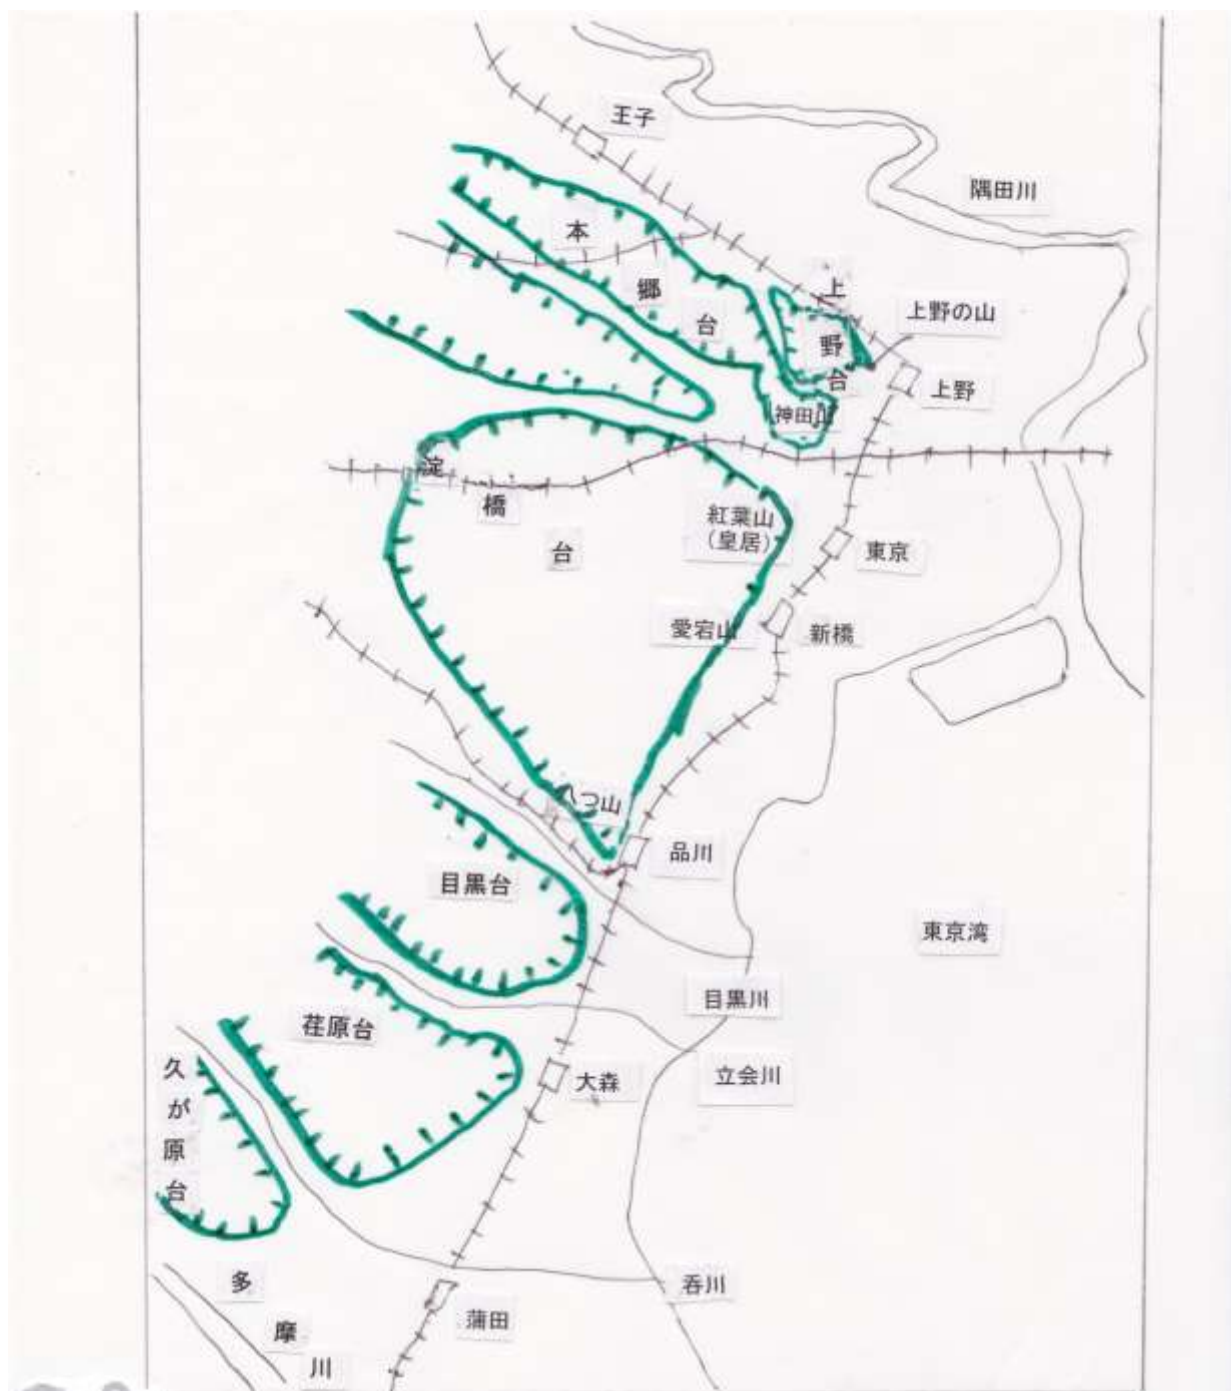 王子
隅田川
本郷台
上野台
上野の山
上野
神田山
淀橋台
紅葉山
(皇居)
東京
愛宕山
新橋
八つ山
品川
目黒台
東京湾
目黒川
荏原台
大森
立会川
久が原台
呑川
多摩川
蒲田